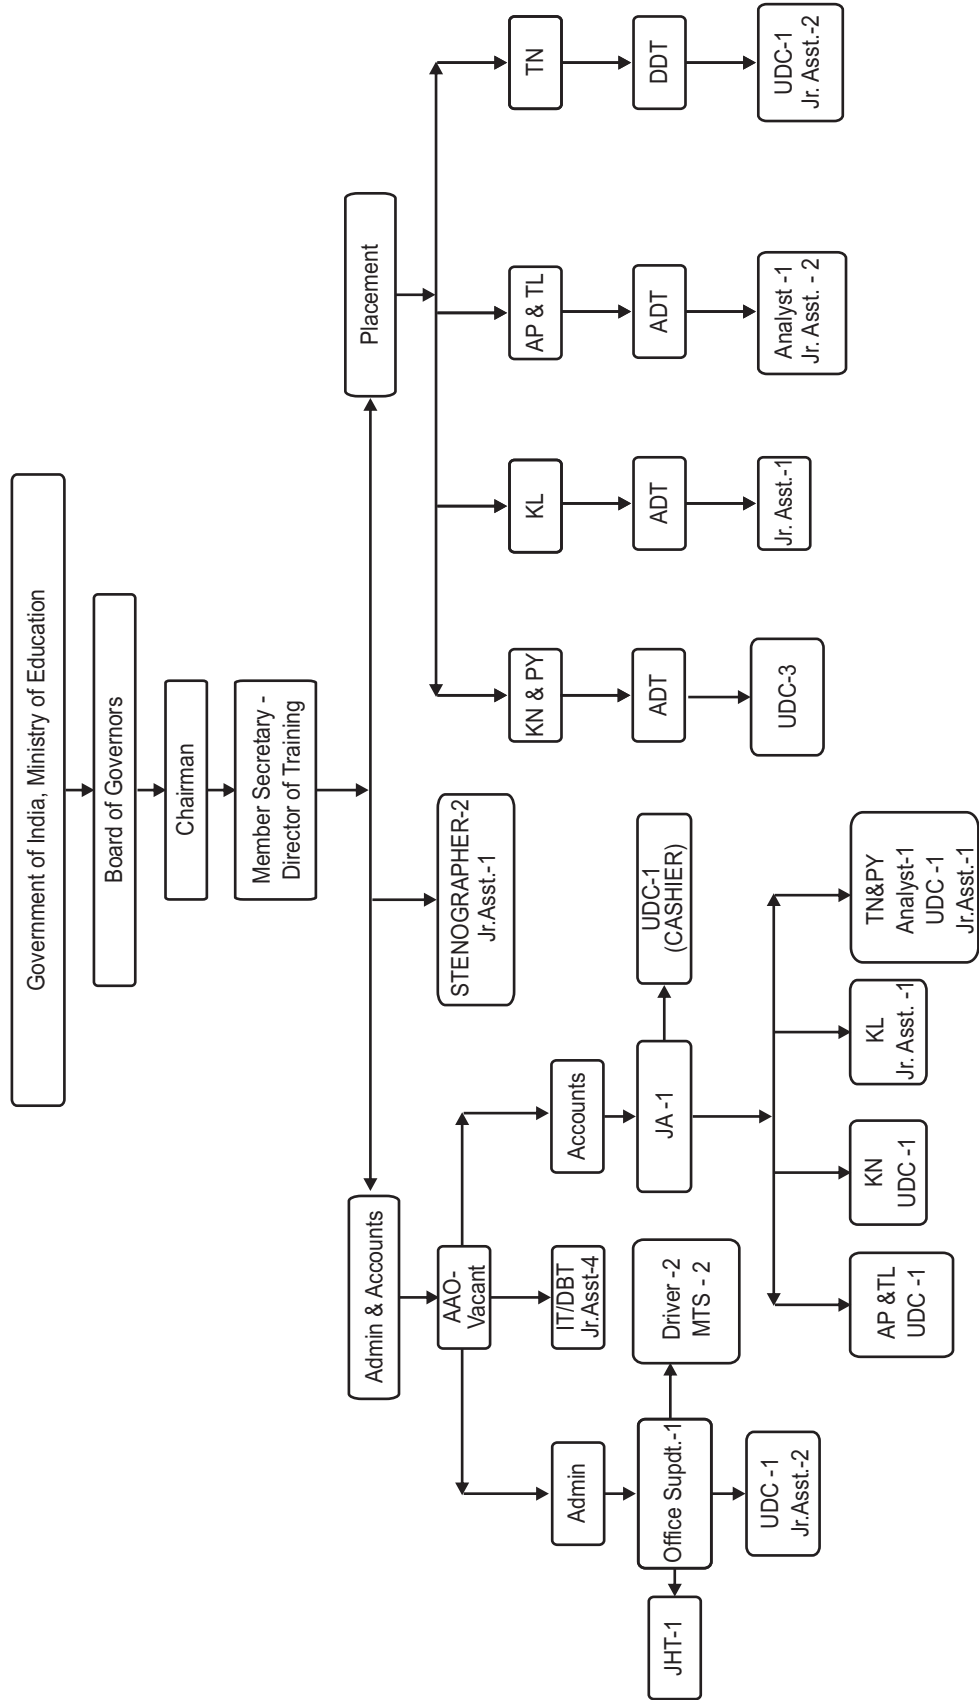 Government of India, Ministry of Education
Board of Governors
Chairman
Member Secretary -
Director of Training
Admin & Accounts
Placement
AAO-
Vacant
STENOGRAPHER-2
Jr.Asst.-1
Admin
IT/DBT
Jr.Asst-4
Accounts
KN & PY
KL
AP & TL
TN
JHT-1
Office Supdt.-1
Driver -2
MTS - 2
JA -1
UDC-1
(CASHIER)
ADT
ADT
ADT
DDT
UDC -1
Jr.Asst.-2
UDC-3
Jr. Asst.-1
Analyst -1
Jr. Asst. - 2
UDC-1
Jr. Asst.-2
AP &TL
UDC -1
KN
UDC -1
KL
Jr. Asst. -1
TN&PY
Analyst-1
UDC -1
Jr.Asst.-1